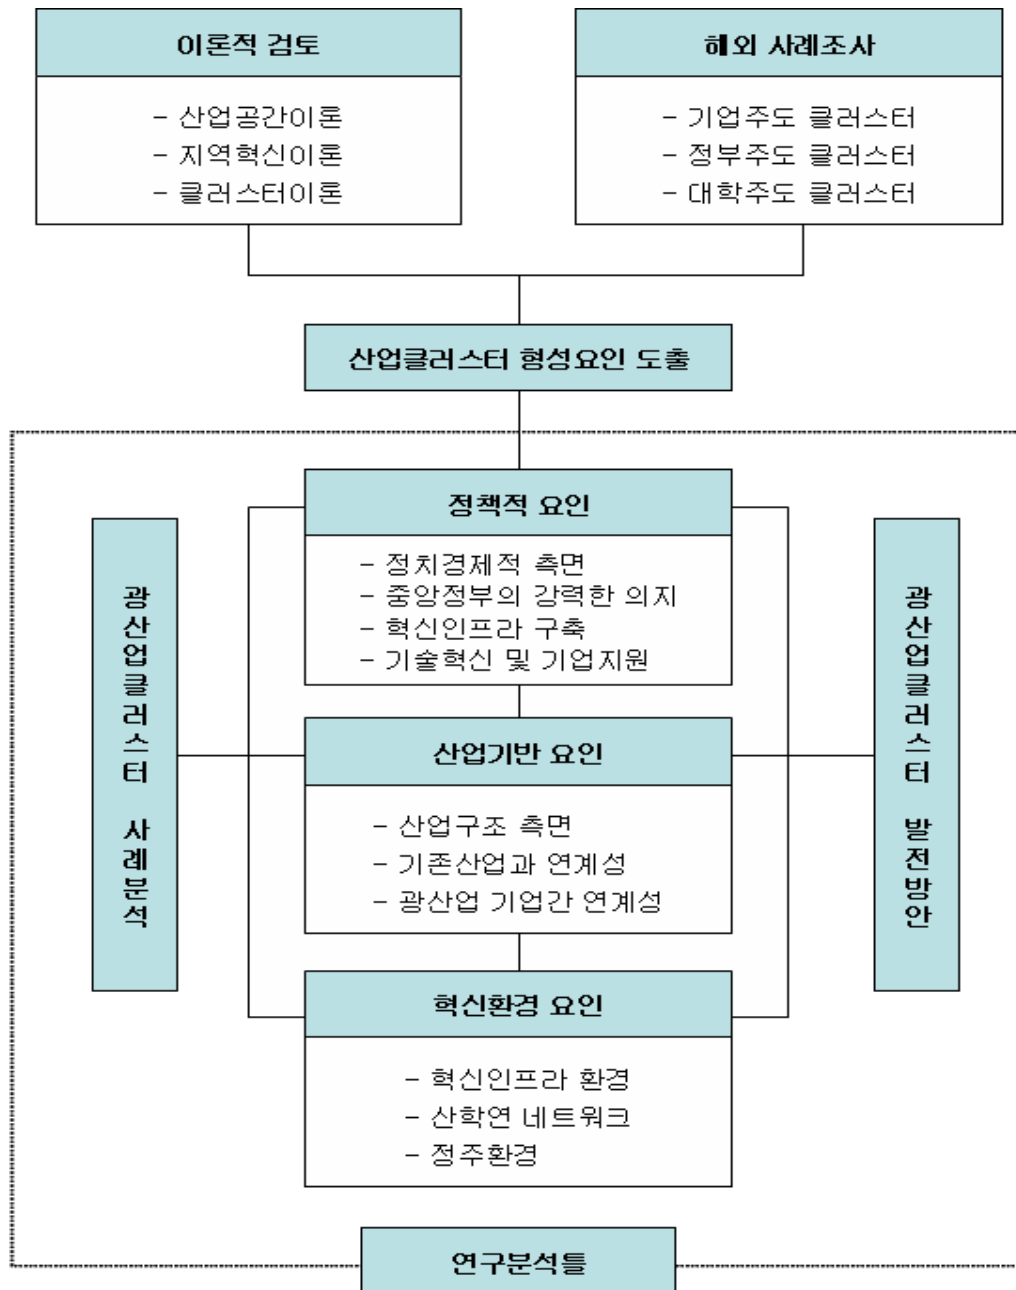 이론적 검토
- 산업공간이론
- 지역혁신이론
- 클러스터이론
해외 사례조사
- 기업주도 클러스터
- 정부주도 클러스터
- 대학주도 클러스터
산업클러스터 형성요인 도출
광산업클러스터 사례분석
정책적 요인
- 정치경제적 측면
- 중앙정부의 강력한 의지
- 혁신인프라 구축
- 기술혁신 및 기업지원
산업기반 요인
- 산업구조 측면
- 기존산업과 연계성
- 광산업 기업간 연계성
혁신환경 요인
- 혁신인프라 환경
- 산학연 네트워크
- 정주환경
광산업클러스터 발전방안
연구분석틀